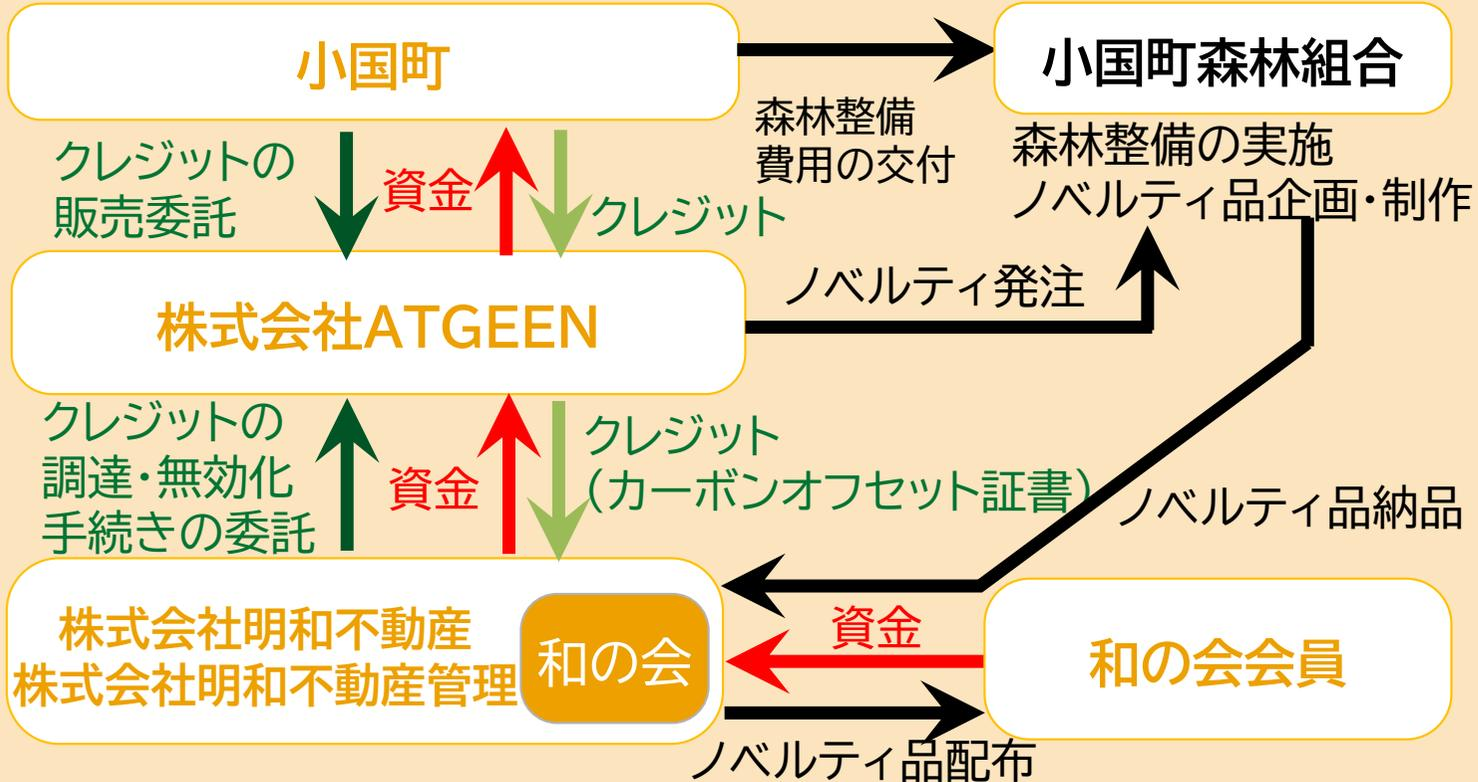 小国町
小国町森林組合
森林整備
費用の交付
森林整備の実施
ノベルティ品企画・制作
クレジットの
販売委託
資金
クレジット
株式会社ATGEEN
ノベルティ発注
クレジットの
調達・無効化
手続きの委託
資金
クレジット
(カーボンオフセット証書)
ノベルティ品納品
株式会社明和不動産
株式会社明和不動産管理
和の会
資金
和の会会員
ノベルティ品配布